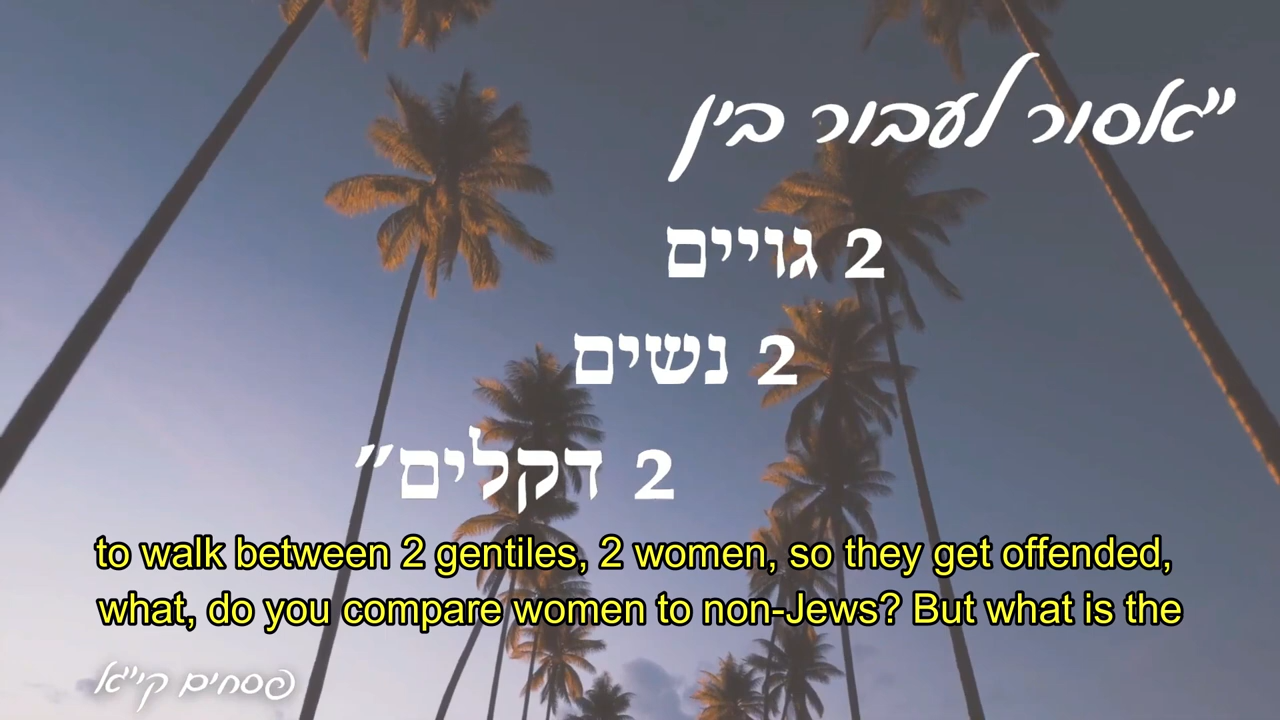 "אסור לעבור בין
2 גויים
2 נשים
2 דקלים"
to walk between 2 gentiles, 2 women, so they get offended,
what, do you compare women to non-Jews? But what is the
פסחים קי"א